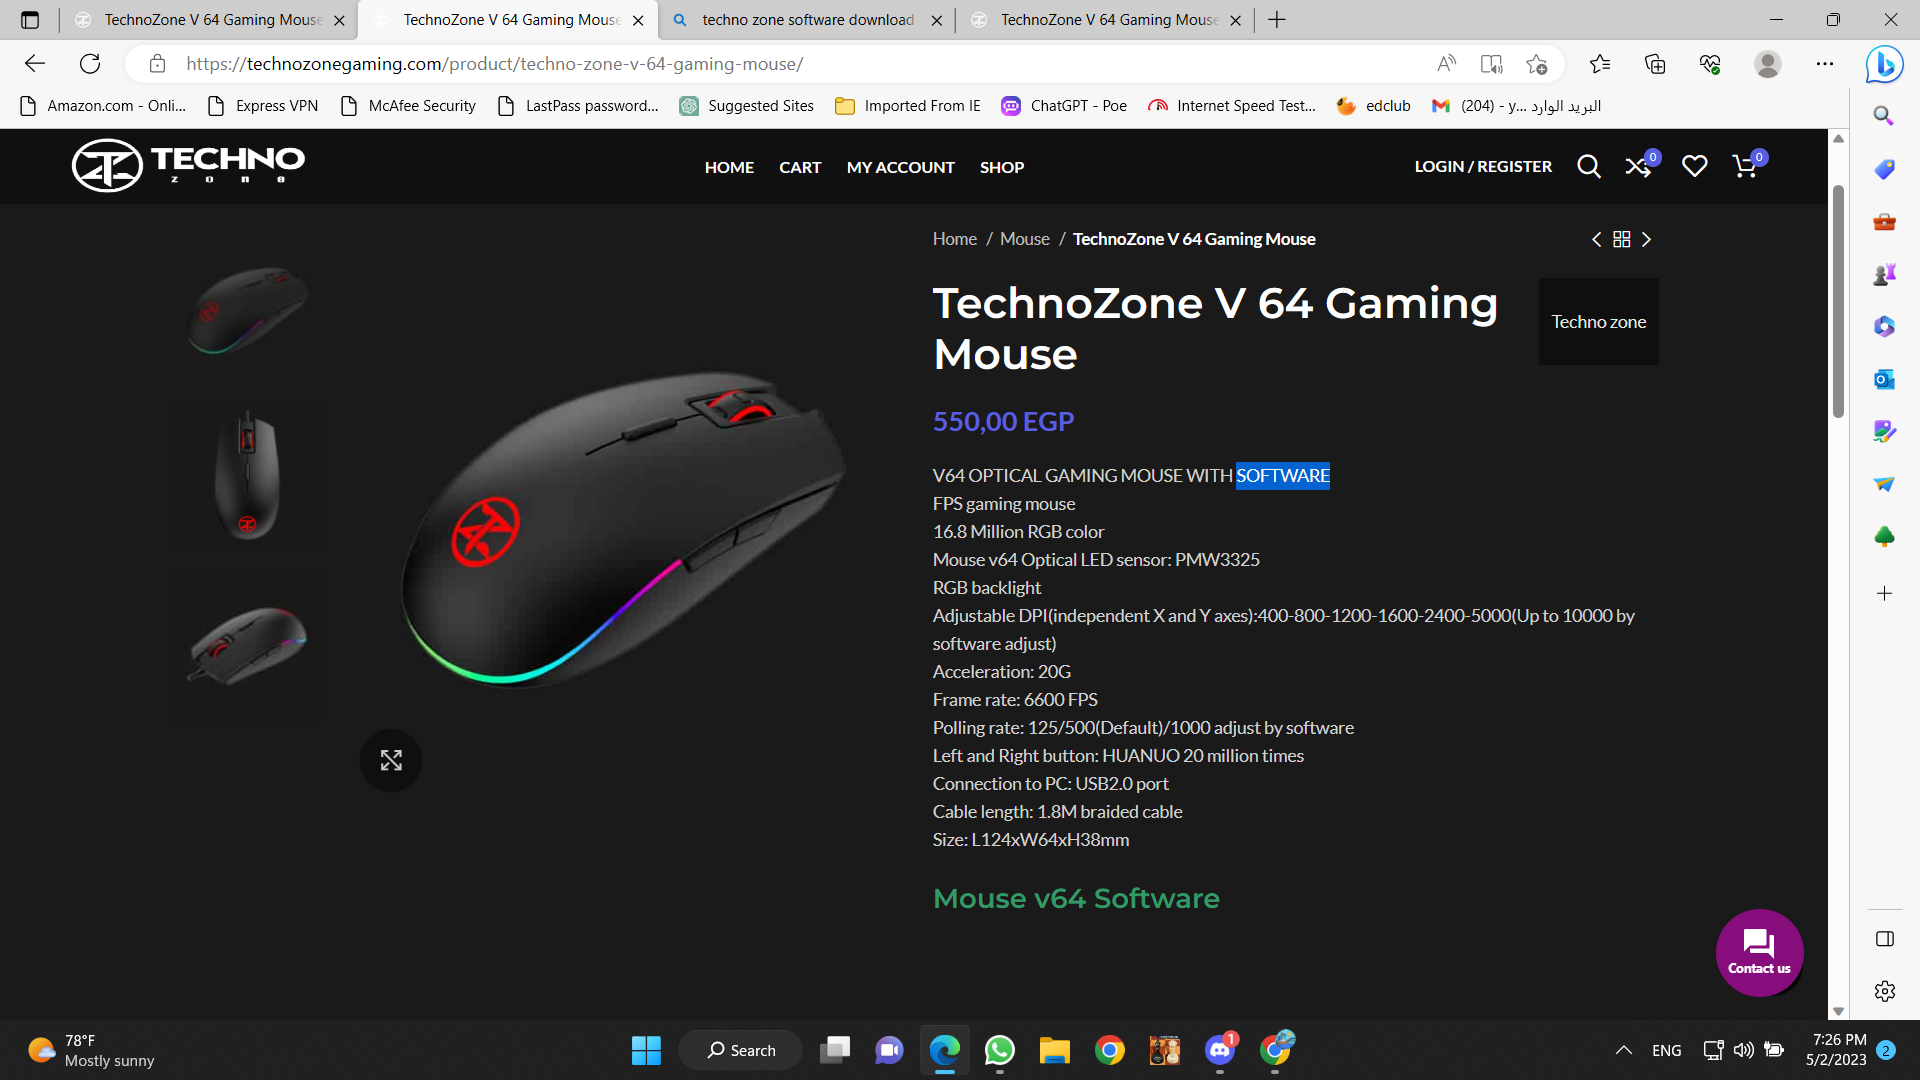 TechnoZone V 64 Gaming Mouse
TechnoZone V 64 Gaming Mouse
techno zone software download
TechnoZone V 64 Gaming Mouse
https://technozonegaming.com/product/techno-zone-v-64-gaming-mouse/
Amazon.com - Onli...
Express VPN
McAfee Security
LastPass password...
Suggested Sites
Imported From IE
ChatGPT - Poe
Internet Speed Test...
edclub
البريد الوارد (204) - y...
TECHNO
zone
HOME
CART
MY ACCOUNT
SHOP
LOGIN / REGISTER
0
0
Home / Mouse / TechnoZone V 64 Gaming Mouse
TechnoZone V 64 Gaming
Mouse
Techno zone
550,00 EGP
V64 OPTICAL GAMING MOUSE WITH SOFTWARE
FPS gaming mouse
16.8 Million RGB color
Mouse v64 Optical LED sensor: PMW3325
RGB backlight
Adjustable DPI(independent X and Y axes):400-800-1200-1600-2400-5000(Up to 10000 by
software adjust)
Acceleration: 20G
Frame rate: 6600 FPS
Polling rate: 125/500(Default)/1000 adjust by software
Left and Right button: HUANUO 20 million times
Connection to PC: USB2.0 port
Cable length: 1.8M braided cable
Size: L124xW64xH38mm
Mouse v64 Software
Contact us
78°F
Mostly sunny
Search
1
ENG
7:26 PM
5/2/2023
2